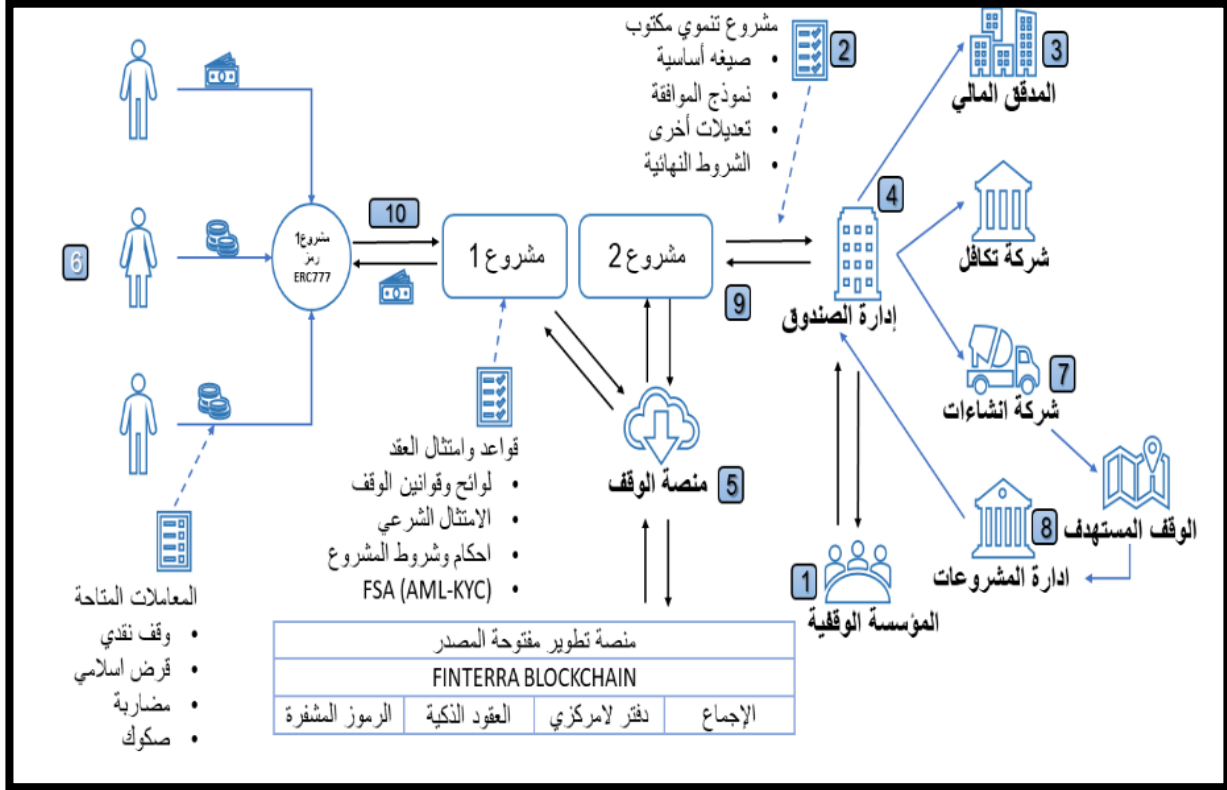 مشروع تنموي مكتوب
• صيغه أساسية
• نموذج الموافقة
• تعديلات أخرى
• الشروط النهائية
2
3
المدقق المالي
4
إدارة الصندوق
شركة تكافل
7
شركة انشاءات
الوقف المستهدف
8
ادارة المشروعات
1
المؤسسة الوقفية
9
مشروع 2
مشروع 1
10
مشروع1
رمز
ERC777
6
5
منصة الوقف
قواعد وامتثال العقد
• لوائح وقوانين الوقف
• الامتثال الشرعي
• احكام وشروط المشروع
• FSA (AML-KYC)
المعاملات المتاحة
• وقف نقدي
• قرض اسلامي
• مضاربة
• صكوك
منصة تطوير مفتوحة المصدر
FINTERRA BLOCKCHAIN
الإجماع
دفتر لامركزي
العقود الذكية
الرموز المشفرة